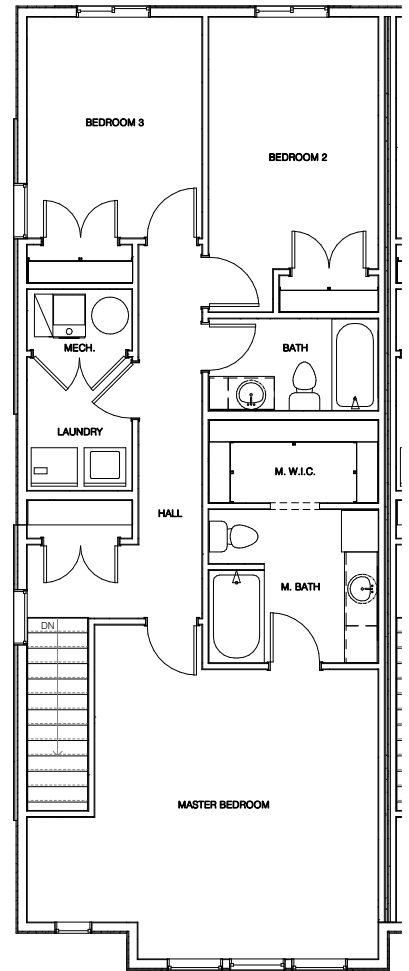 BEDROOM 3
BEDROOM 2
MECH.
BATH
LAUNDRY
M. W.I.C.
HALL
M. BATH
DN
MASTER BEDROOM